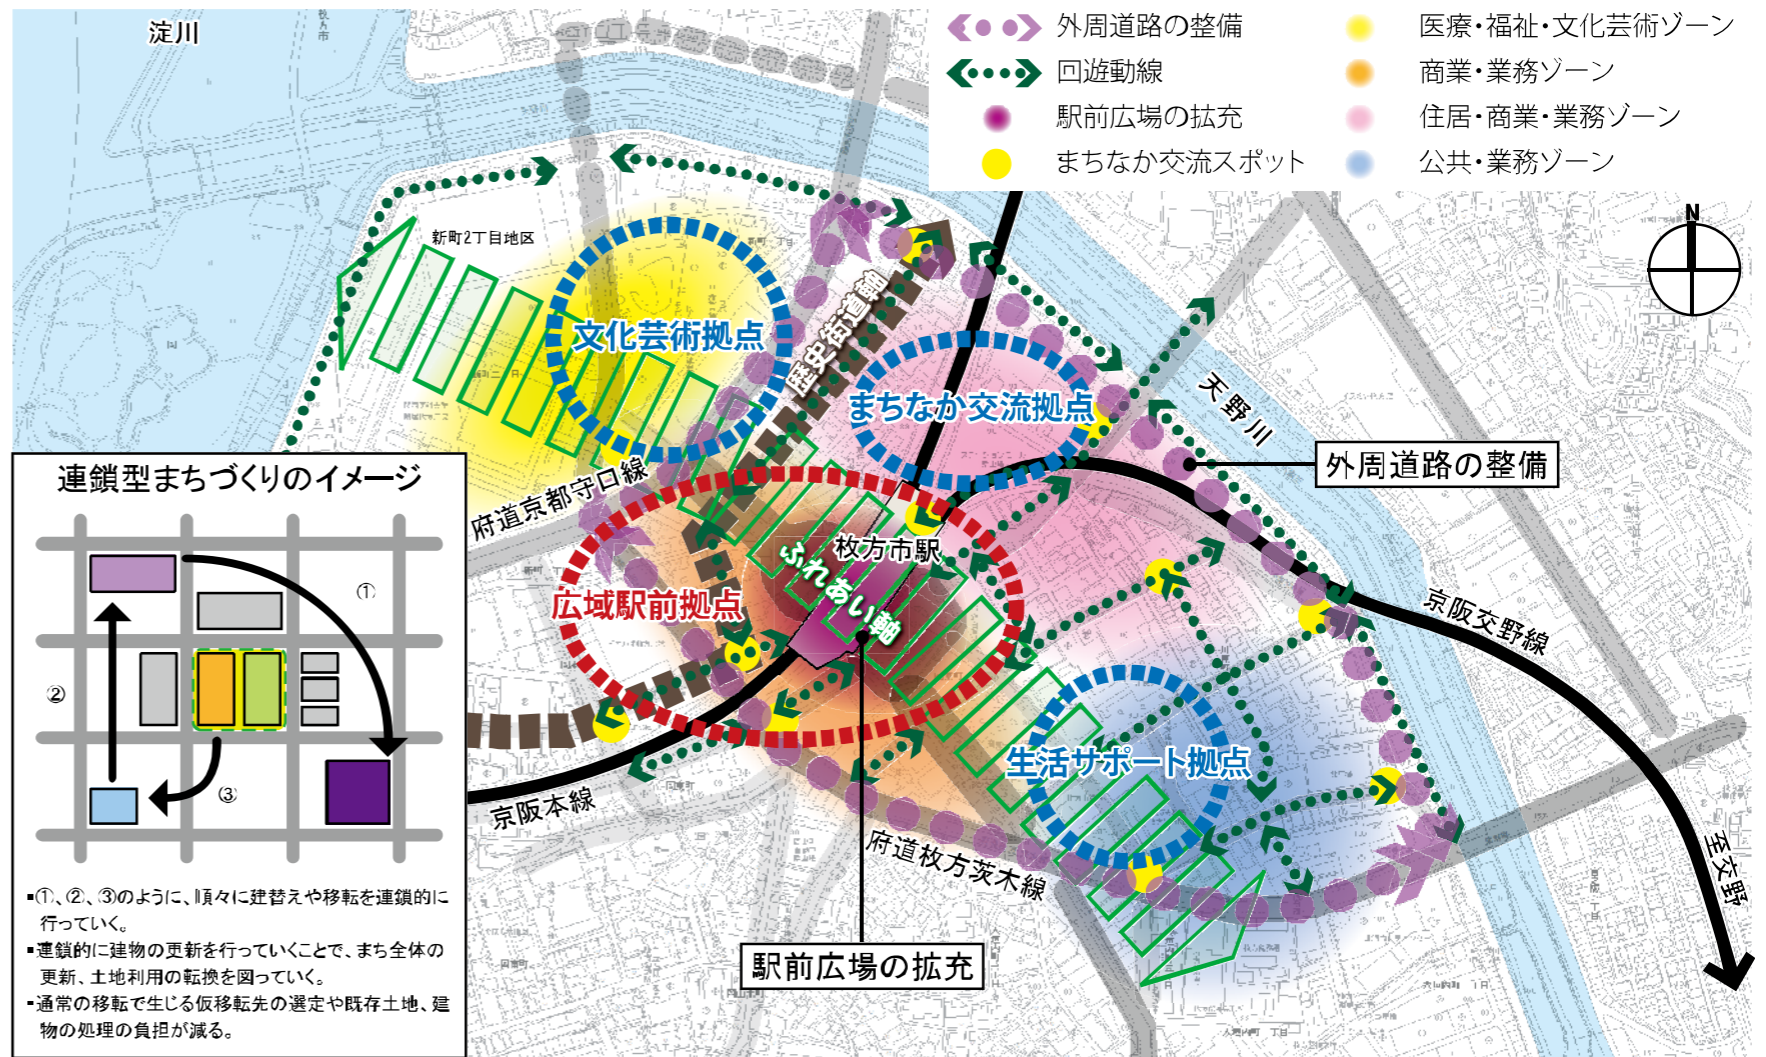 淀川
枚方市
外周道路の整備
回遊動線
駅前広場の拡充
まちなか交流スポット
医療・福祉・文化芸術ゾーン
商業・業務ゾーン
住居・商業・業務ゾーン
公共・業務ゾーン
N
新町2丁目地区
文化芸術拠点
歴史街道軸
まちなか交流拠点
天野川
外周道路の整備
府道京都守口線
枚方市駅
ふれあい軸
広域駅前拠点
京阪交野線
生活サポート拠点
京阪本線
府道枚方茨木線
至交野
駅前広場の拡充
連鎖型まちづくりのイメージ
①
②
③
▪①、②、③のように、順々に建替えや移転を連鎖的に
行っていく。
▪連鎖的に建物の更新を行っていくことで、まち全体の
更新、土地利用の転換を図っていく。
▪通常の移転で生じる仮移転先の選定や既存土地、建
物の処理の負担が減る。